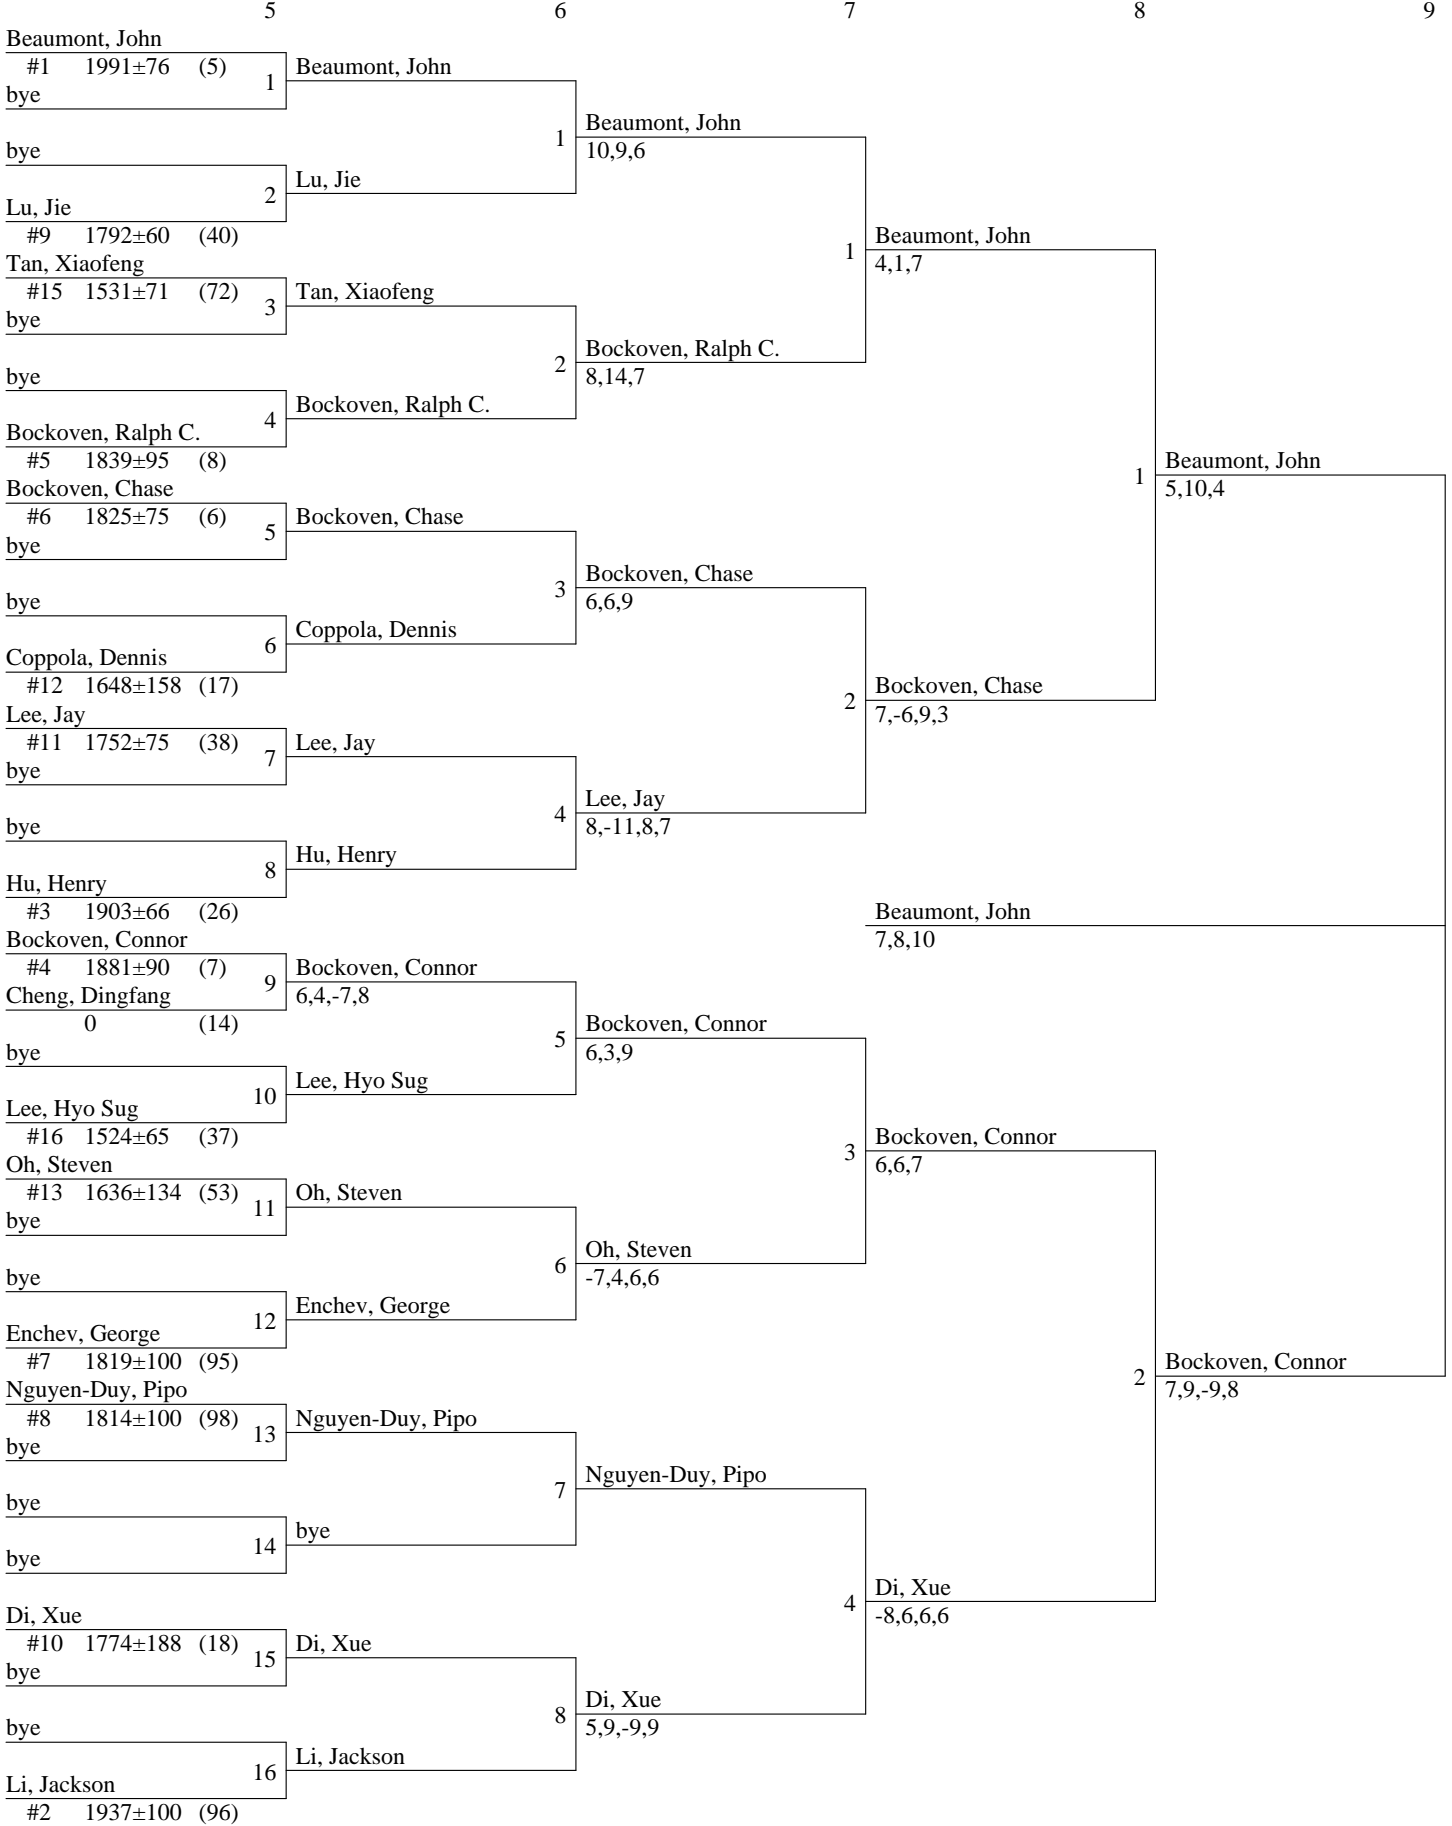 5 6 7 8 9
Beaumont, John
#1 1991±76 (5)
bye
1
bye
Lu, Jie
#9 1792±60 (40)
2
Tan, Xiaofeng
#15 1531±71 (72)
bye
3
bye
Bockoven, Ralph C.
#5 1839±95 (8)
4
Bockoven, Chase
#6 1825±75 (6)
bye
5
bye
Coppola, Dennis
#12 1648±158 (17)
6
Lee, Jay
#11 1752±75 (38)
bye
7
bye
Hu, Henry
#3 1903±66 (26)
8
Bockoven, Connor
#4 1881±90 (7)
Cheng, Dingfang
0 (14)
9
bye
Lee, Hyo Sug
#16 1524±65 (37)
10
Oh, Steven
#13 1636±134 (53)
bye
11
bye
Enchev, George
#7 1819±100 (95)
12
Nguyen-Duy, Pipo
#8 1814±100 (98)
bye
13
bye
bye
14
Di, Xue
#10 1774±188 (18)
bye
15
bye
Li, Jackson
#2 1937±100 (96)
16
Beaumont, John
1
Lu, Jie
Tan, Xiaofeng
2
Bockoven, Ralph C.
Bockoven, Chase
3
Coppola, Dennis
Lee, Jay
4
Hu, Henry
Bockoven, Connor
6,4,-7,8
5
Lee, Hyo Sug
Oh, Steven
6
Enchev, George
Nguyen-Duy, Pipo
7
bye
Di, Xue
8
Li, Jackson
Beaumont, John
10,9,6
1
Bockoven, Ralph C.
8,14,7
Bockoven, Chase
6,6,9
2
Lee, Jay
8,-11,8,7
Bockoven, Connor
6,3,9
3
Oh, Steven
-7,4,6,6
Nguyen-Duy, Pipo
4
Di, Xue
5,9,-9,9
Beaumont, John
4,1,7
1
Bockoven, Chase
7,-6,9,3
Beaumont, John
7,8,10
Bockoven, Connor
6,6,7
2
Di, Xue
-8,6,6,6
Beaumont, John
5,10,4
Bockoven, Connor
7,9,-9,8